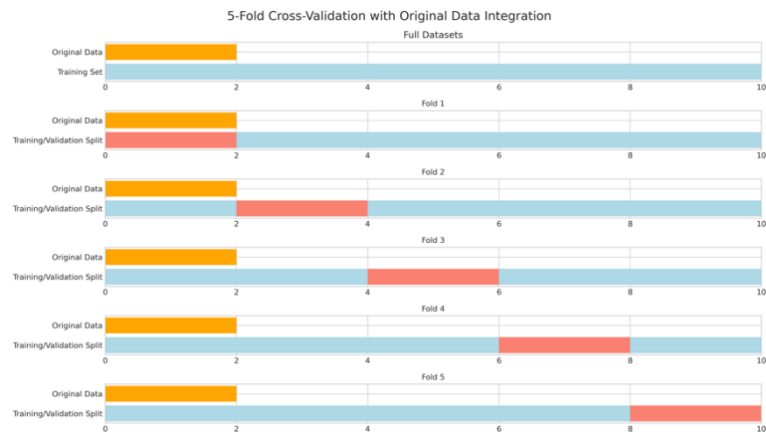 5-Fold Cross-Validation with Original Data Integration
Full Datasets
Original Data
Training Set
0 2 4 6 8 10
Fold 1
Original Data
Training/Validation Split
0 2 4 6 8 10
Fold 2
Original Data
Training/Validation Split
0 2 4 6 8 10
Fold 3
Original Data
Training/Validation Split
0 2 4 6 8 10
Fold 4
Original Data
Training/Validation Split
0 2 4 6 8 10
Fold 5
Original Data
Training/Validation Split
0 2 4 6 8 10